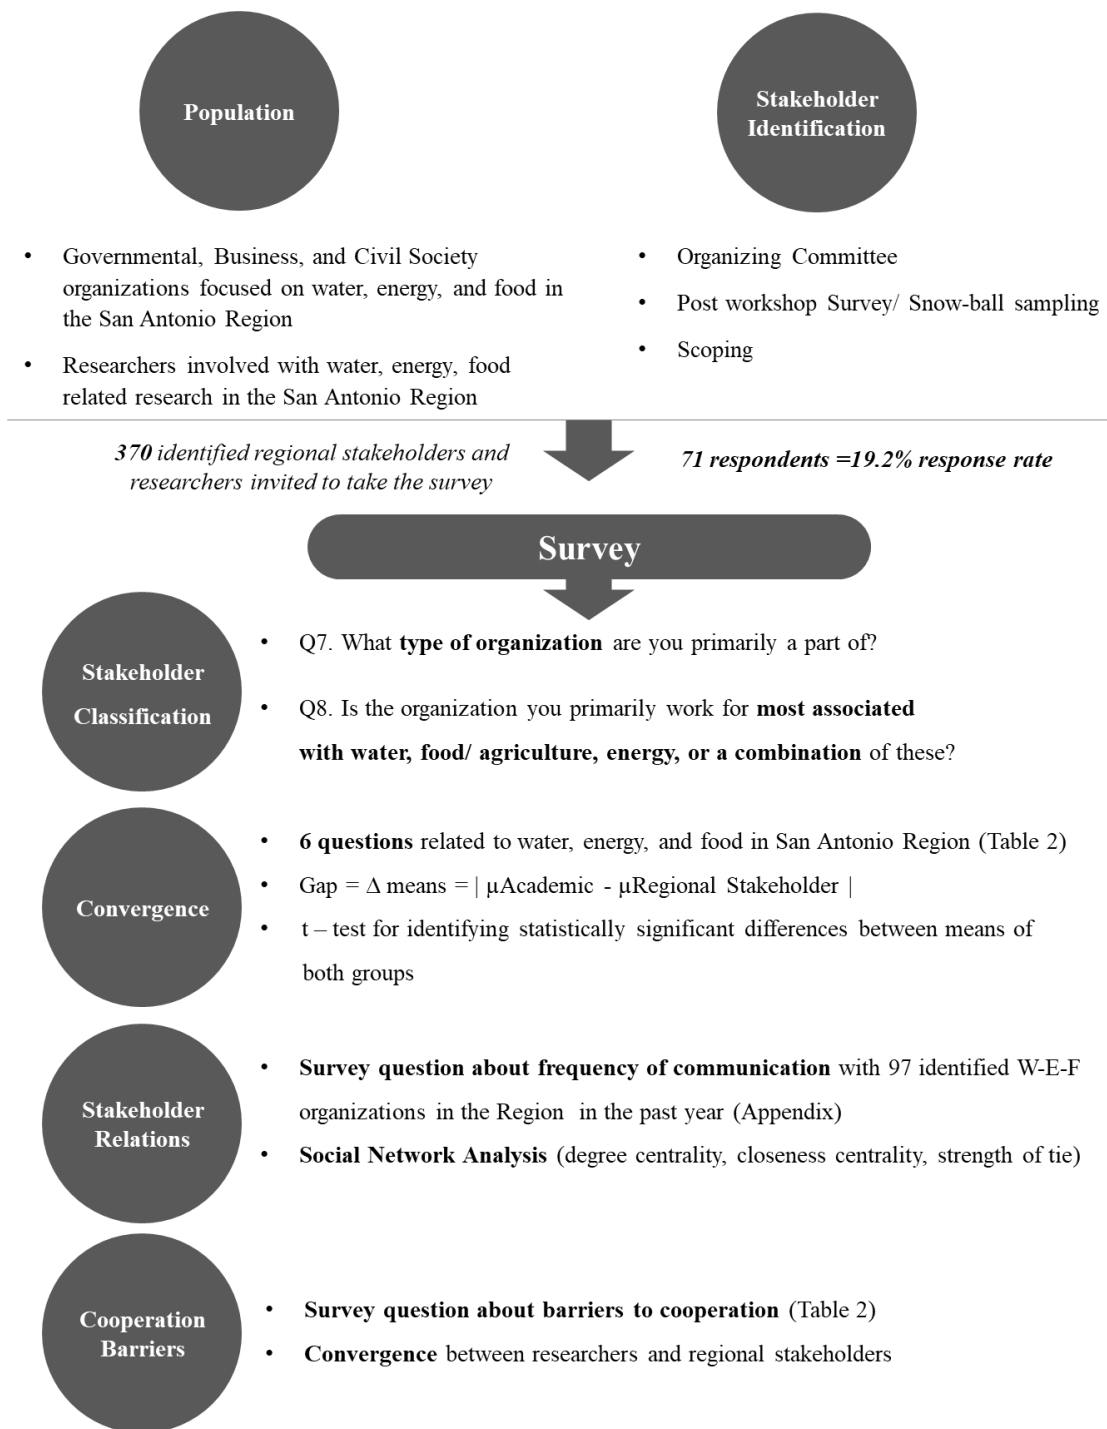 Population
Stakeholder
Identification
• Governmental, Business, and Civil Society
organizations focused on water, energy, and food in
the San Antonio Region
• Researchers involved with water, energy, food
related research in the San Antonio Region
• Organizing Committee
• Post workshop Survey/ Snow-ball sampling
• Scoping
370 identified regional stakeholders and
researchers invited to take the survey
71 respondents =19.2% response rate
Survey
Stakeholder
Classification
• Q7. What type of organization are you primarily a part of?
• Q8. Is the organization you primarily work for most associated
with water, food/ agriculture, energy, or a combination of these?
Convergence
• 6 questions related to water, energy, and food in San Antonio Region (Table 2)
• Gap = Δ means = | μAcademic - μRegional Stakeholder |
• t – test for identifying statistically significant differences between means of
both groups
Stakeholder
Relations
• Survey question about frequency of communication with 97 identified W-E-F
organizations in the Region in the past year (Appendix)
• Social Network Analysis (degree centrality, closeness centrality, strength of tie)
Cooperation
Barriers
• Survey question about barriers to cooperation (Table 2)
• Convergence between researchers and regional stakeholders